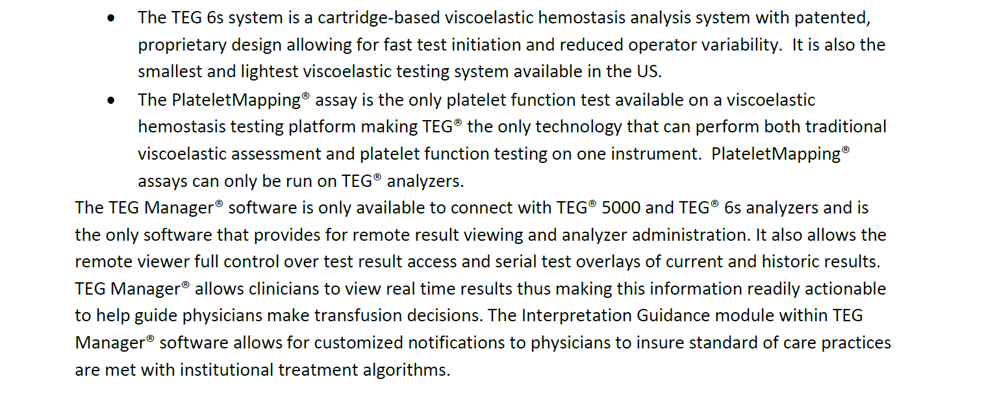 • The TEG 6s system is a cartridge-based viscoelastic hemostasis analysis system with patented,
proprietary design allowing for fast test initiation and reduced operator variability.  It is also the
smallest and lightest viscoelastic testing system available in the US.
• The PlateletMapping® assay is the only platelet function test available on a viscoelastic
hemostasis testing platform making TEG® the only technology that can perform both traditional
viscoelastic assessment and platelet function testing on one instrument.  PlateletMapping®
assays can only be run on TEG® analyzers.
The TEG Manager® software is only available to connect with TEG® 5000 and TEG® 6s analyzers and is
the only software that provides for remote result viewing and analyzer administration. It also allows the
remote viewer full control over test result access and serial test overlays of current and historic results.
TEG Manager® allows clinicians to view real time results thus making this information readily actionable
to help guide physicians make transfusion decisions. The Interpretation Guidance module within TEG
Manager® software allows for customized notifications to physicians to insure standard of care practices
are met with institutional treatment algorithms.